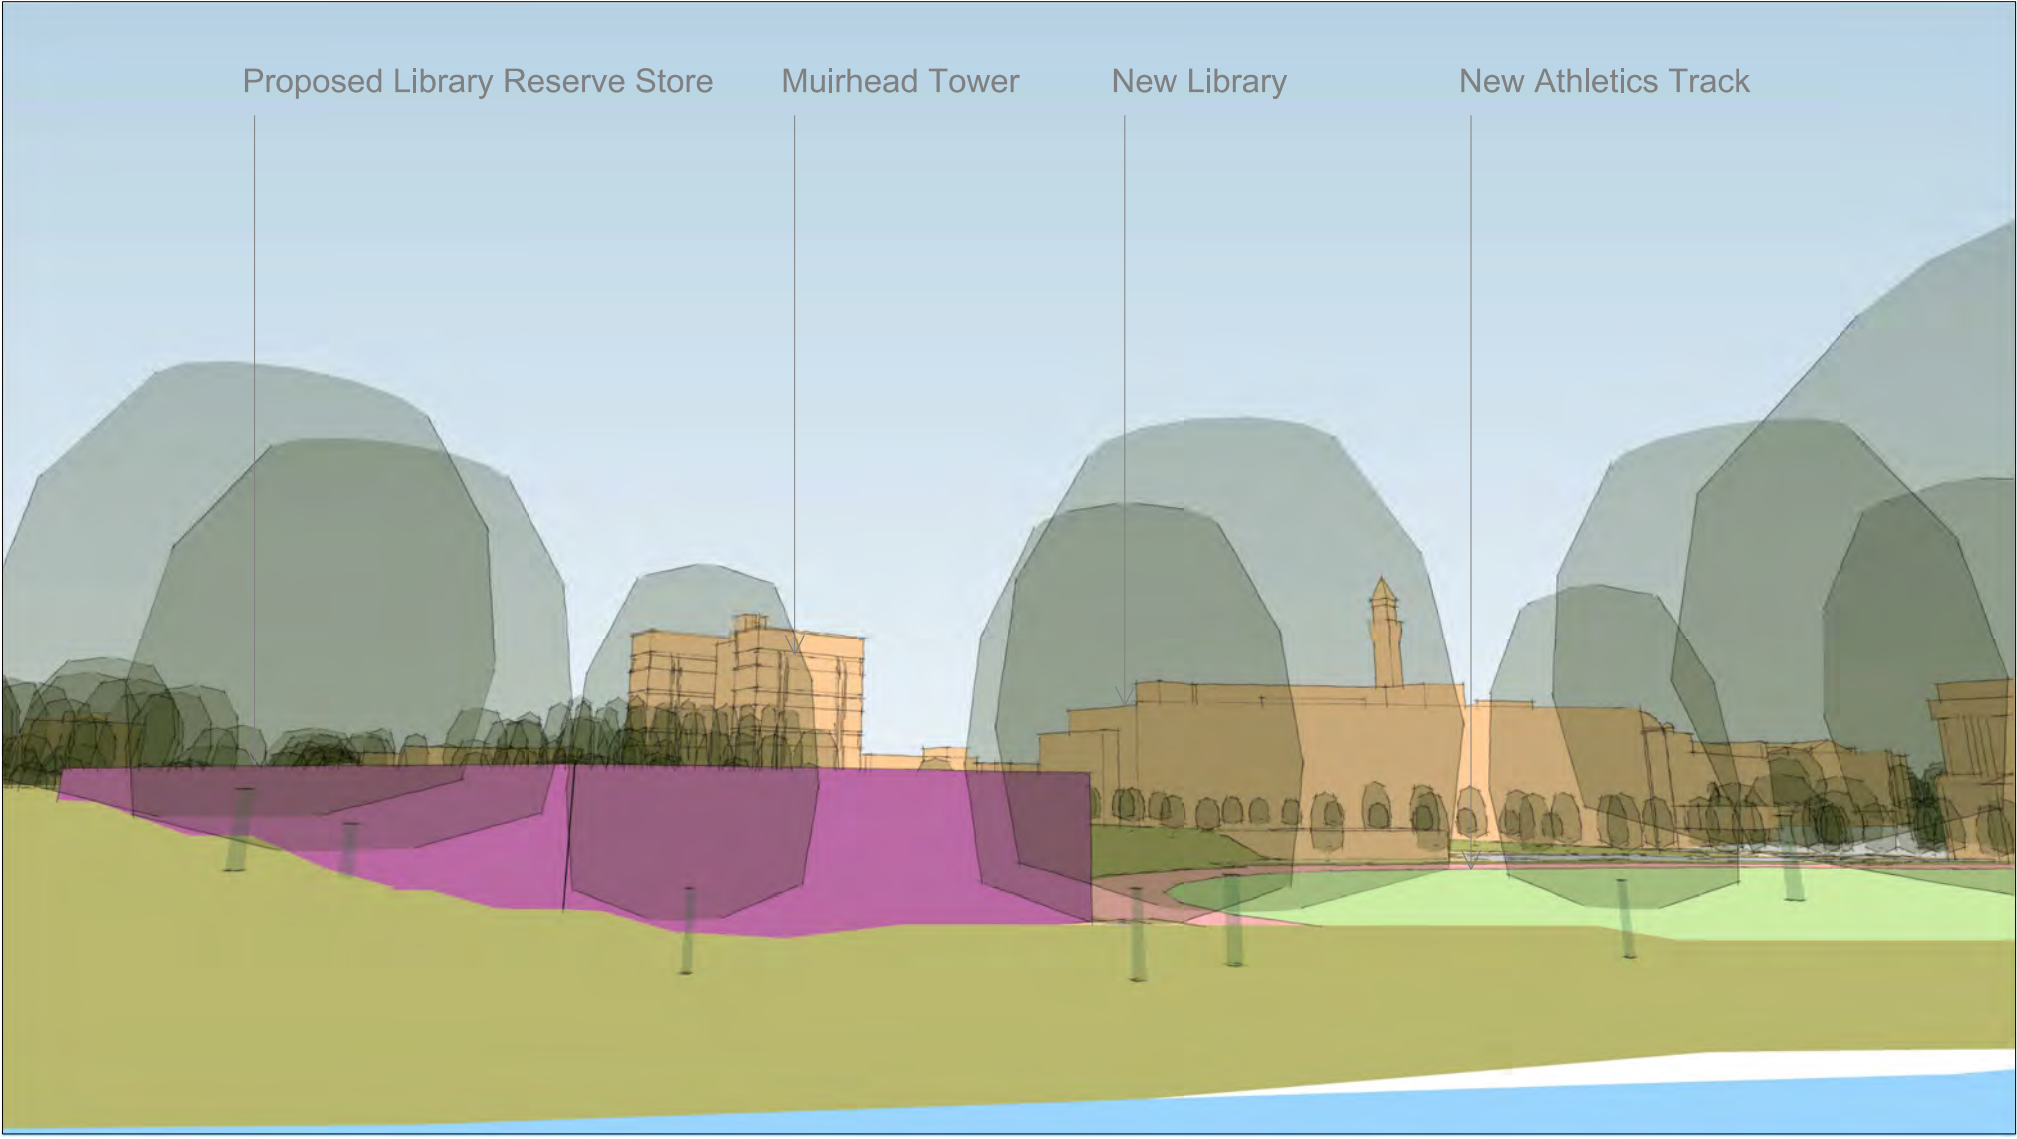 Proposed Library Reserve Store
Muirhead Tower
New Library
New Athletics Track